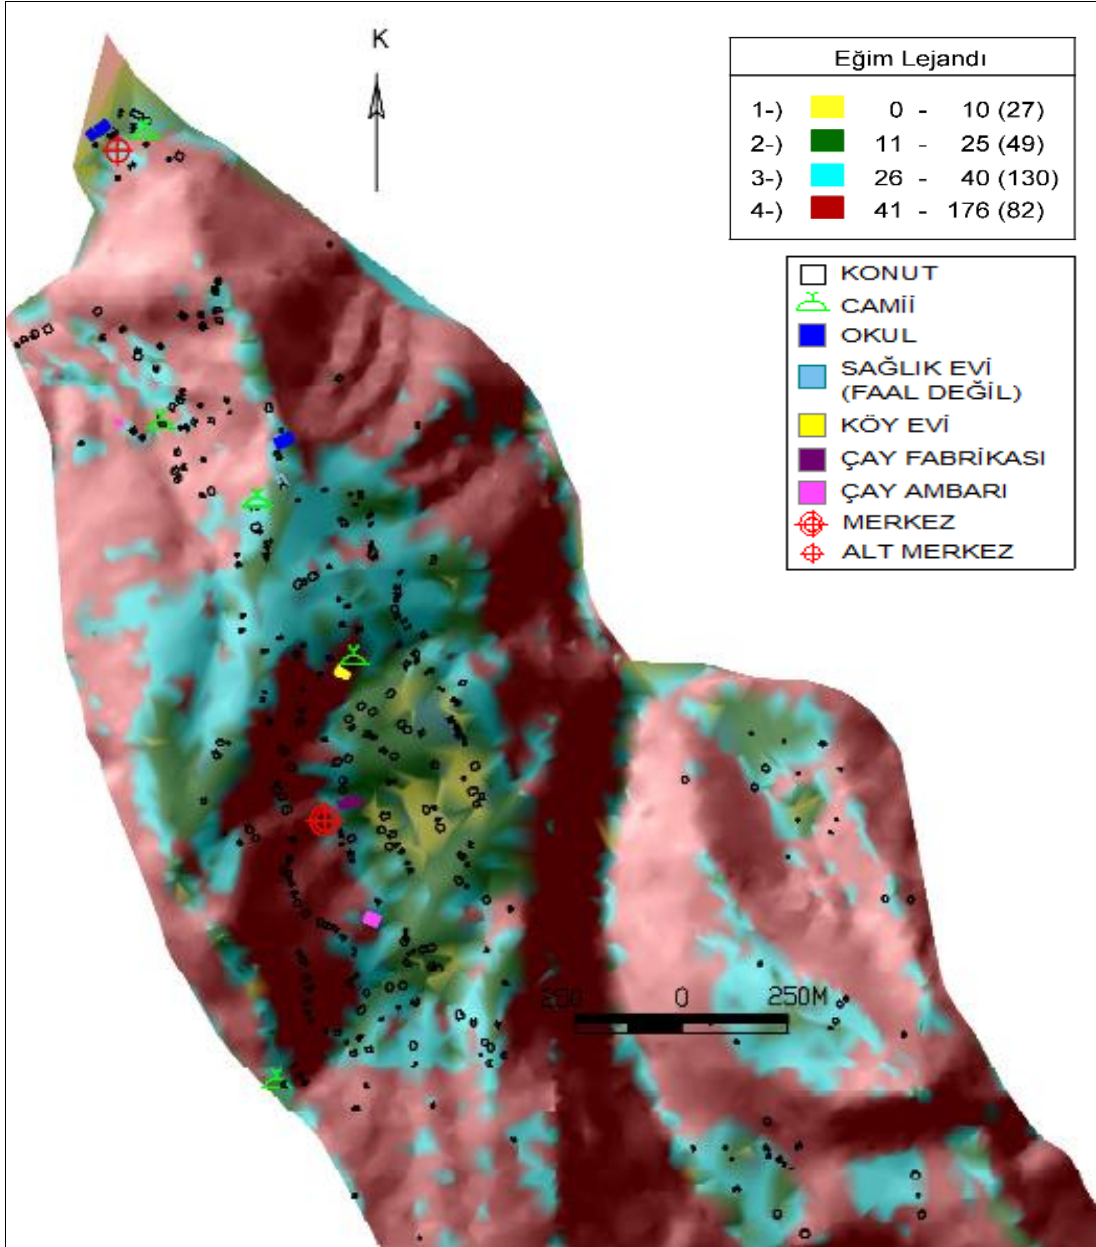 K
Eğim Lejandı
1-) 0 - 10 (27)
2-) 11 - 25 (49)
3-) 26 - 40 (130)
4-) 41 - 176 (82)
KONUT
CAMİİ
OKUL
SAĞLIK EVİ
(FAAL DEĞİL)
KÖY EVİ
ÇAY FABRİKASI
ÇAY AMBARI
MERKEZ
ALT MERKEZ
0 250M